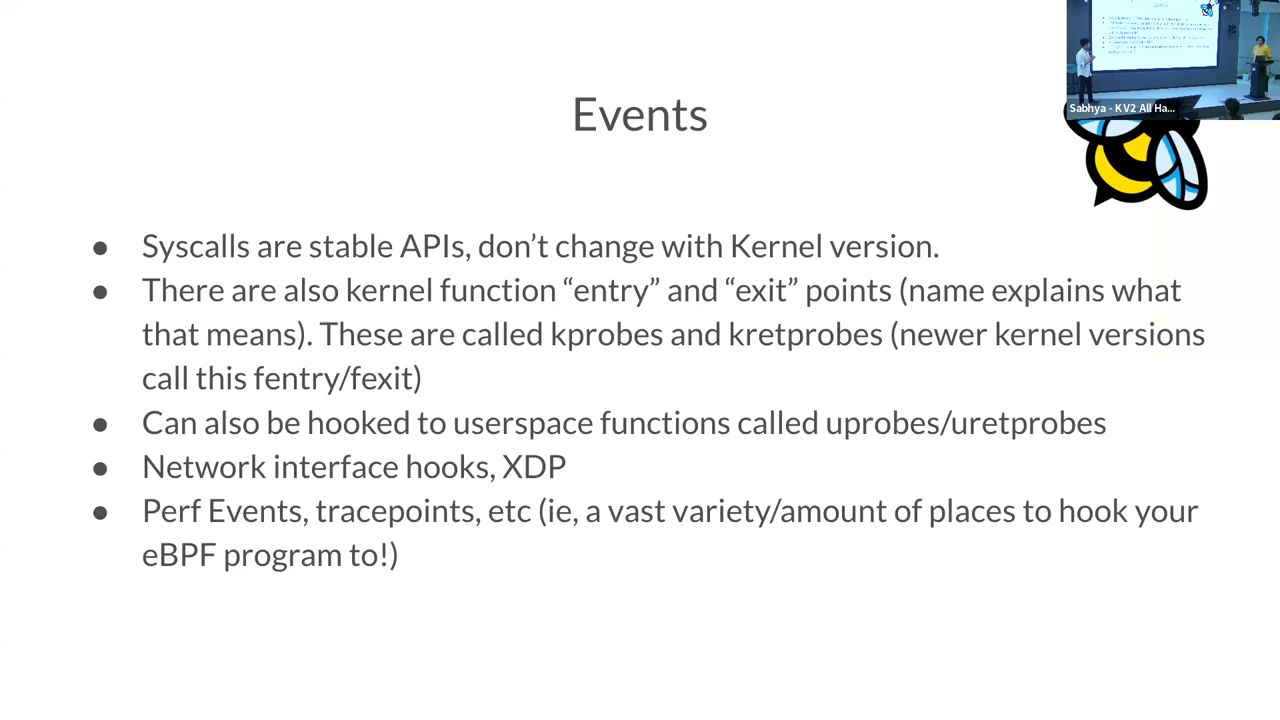 Events
Sabhya - KV2 All Ha...
● Syscalls are stable APIs, don’t change with Kernel version.
● There are also kernel function “entry” and “exit” points (name explains what
that means). These are called kprobes and kretprobes (newer kernel versions
call this fentry/fexit)
● Can also be hooked to userspace functions called uprobes/uretprobes
● Network interface hooks, XDP
● Perf Events, tracepoints, etc (ie, a vast variety/amount of places to hook your
eBPF program to!)